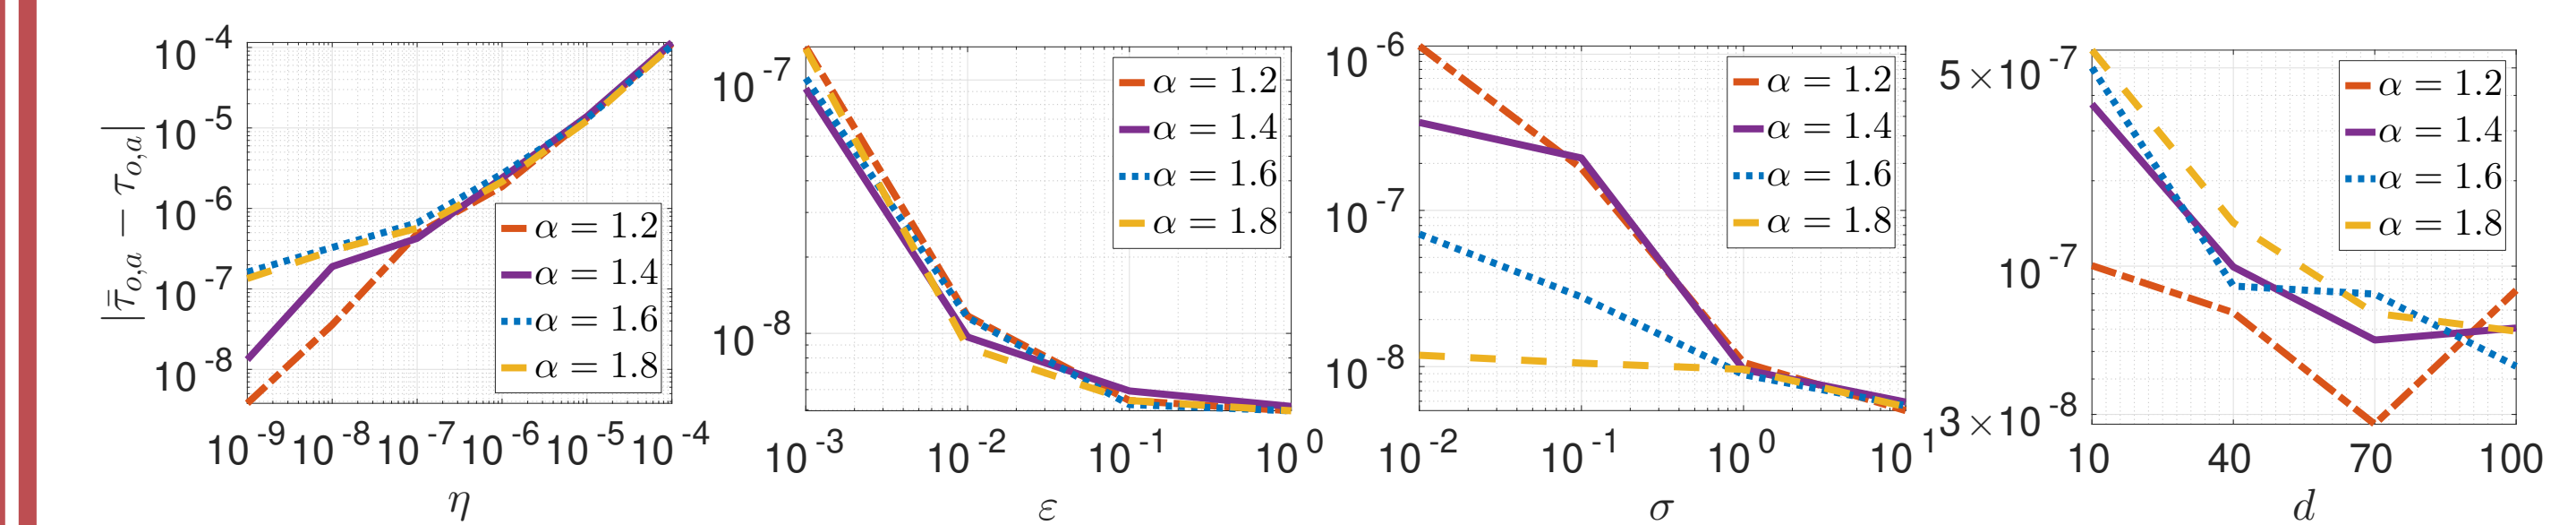 |τ̿_{o,a} − τ_{o,a}|
10^-4
10^-5
10^-6
10^-7
10^-8
α = 1.2
α = 1.4
α = 1.6
α = 1.8
10^-9 10^-8 10^-7 10^-6 10^-5 10^-4
η
10^-7
10^-8
α = 1.2
α = 1.4
α = 1.6
α = 1.8
10^-3 10^-2 10^-1 10^0
ε
10^-6
10^-7
10^-8
α = 1.2
α = 1.4
α = 1.6
α = 1.8
10^-2 10^-1 10^0 10^1
σ
5×10^-7
10^-7
3×10^-8
α = 1.2
α = 1.4
α = 1.6
α = 1.8
10 40 70 100
d